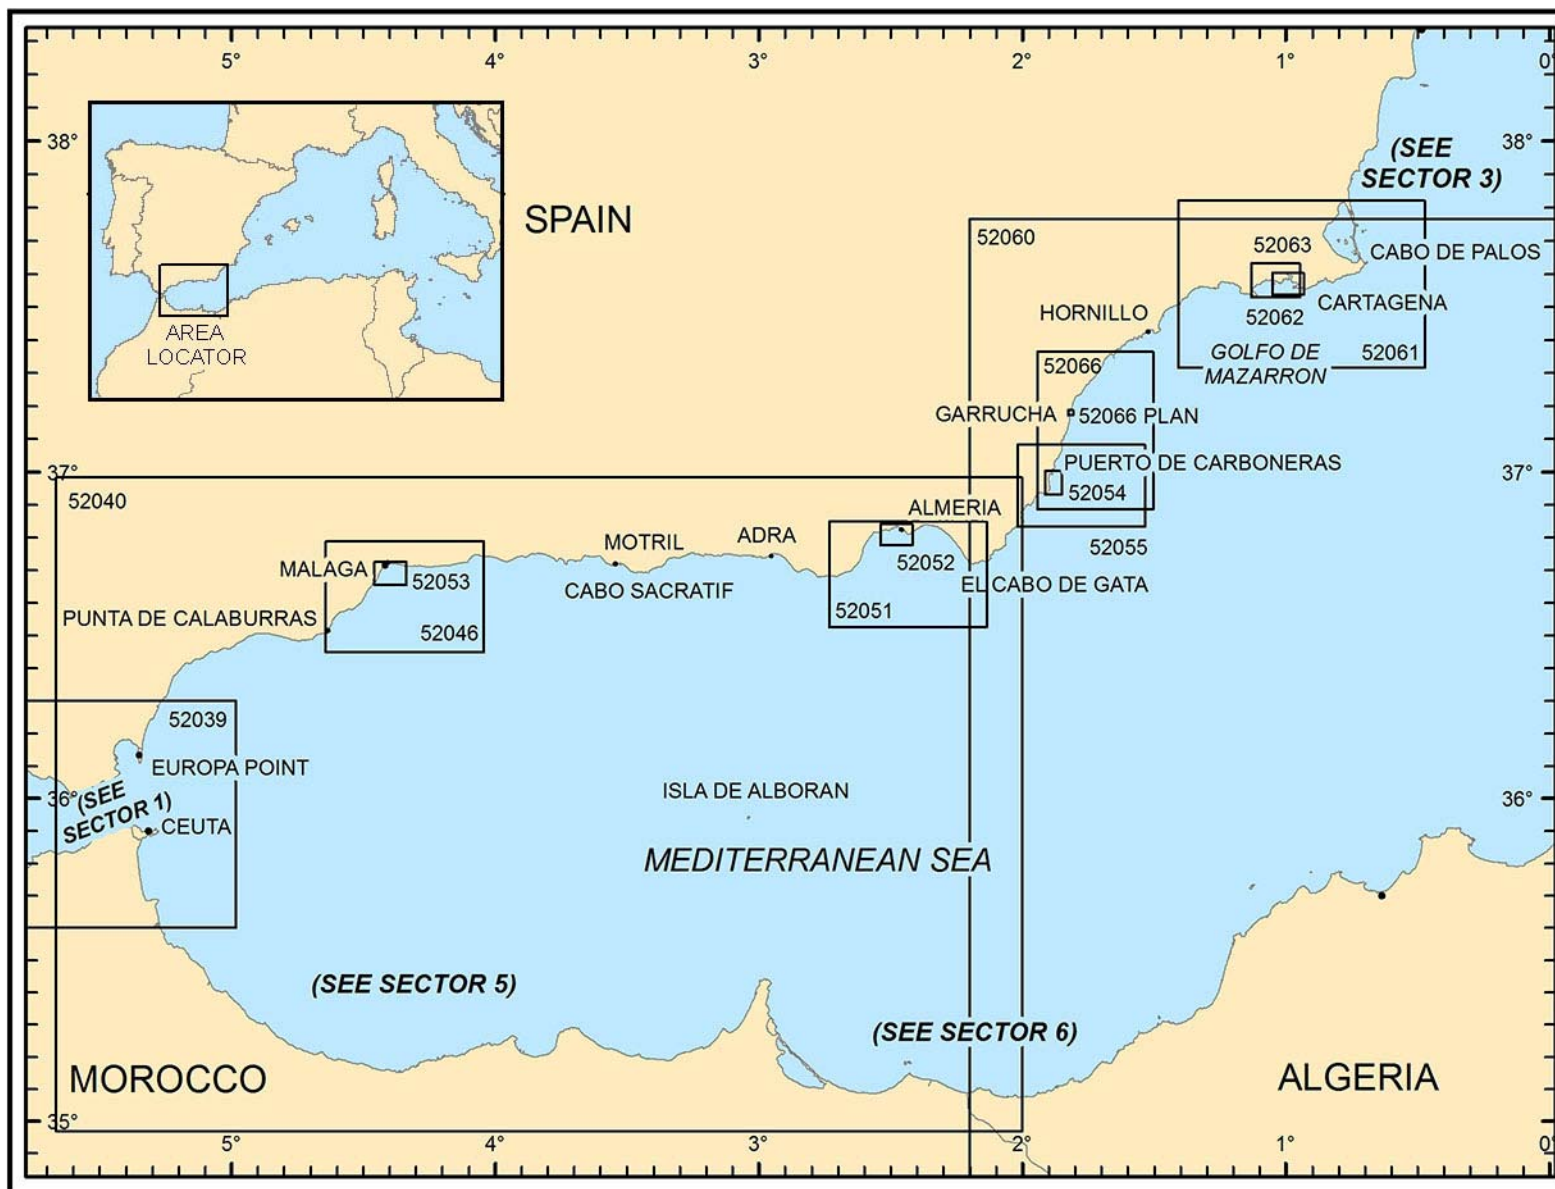 5°
4°
3°
2°
1°
0°
38°
38°
(SEE
SECTOR 3)
SPAIN
AREA
LOCATOR
52060
52063
CABO DE PALOS
CARTAGENA
HORNILLO
52062
GOLFO DE
MAZARRON
52061
52066
GARRUCHA
52066 PLAN
37°
37°
PUERTO DE CARBONERAS
52054
52040
ALMERIA
MOTRIL
ADRA
52055
MALAGA
52053
52052
CABO SACRATIF
EL CABO DE GATA
52051
PUNTA DE CALABURRAS
52046
52039
EUROPA POINT
36°
(SEE
SECTOR 1)
CEUTA
ISLA DE ALBORAN
36°
MEDITERRANEAN SEA
(SEE SECTOR 5)
(SEE SECTOR 6)
MOROCCO
ALGERIA
35°
35°
5°
4°
3°
2°
1°
0°